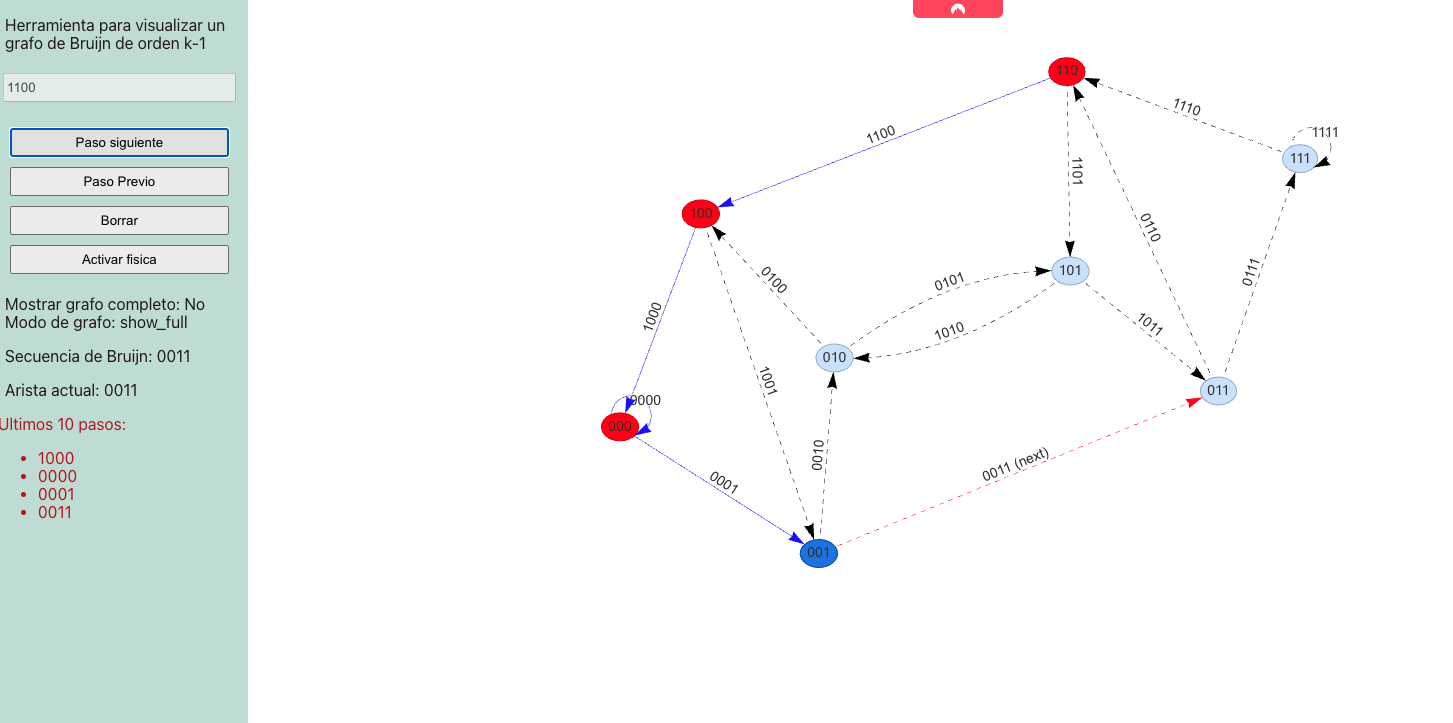 Herramienta para visualizar un
grafo de Bruijn de orden k-1
1100
Paso siguiente
Paso Previo
Borrar
Activar fisica
Mostrar grafo completo: No
Modo de grafo: show_full
Secuencia de Bruijn: 0011
Arista actual: 0011
Ultimos 10 pasos:
1000
0000
0001
0011
110
1110
1111
111
1100
1101
100
0110
101
0100
0101
0111
1000
1010
1011
010
1001
011
0000
000
0010
0011 (next)
0001
001